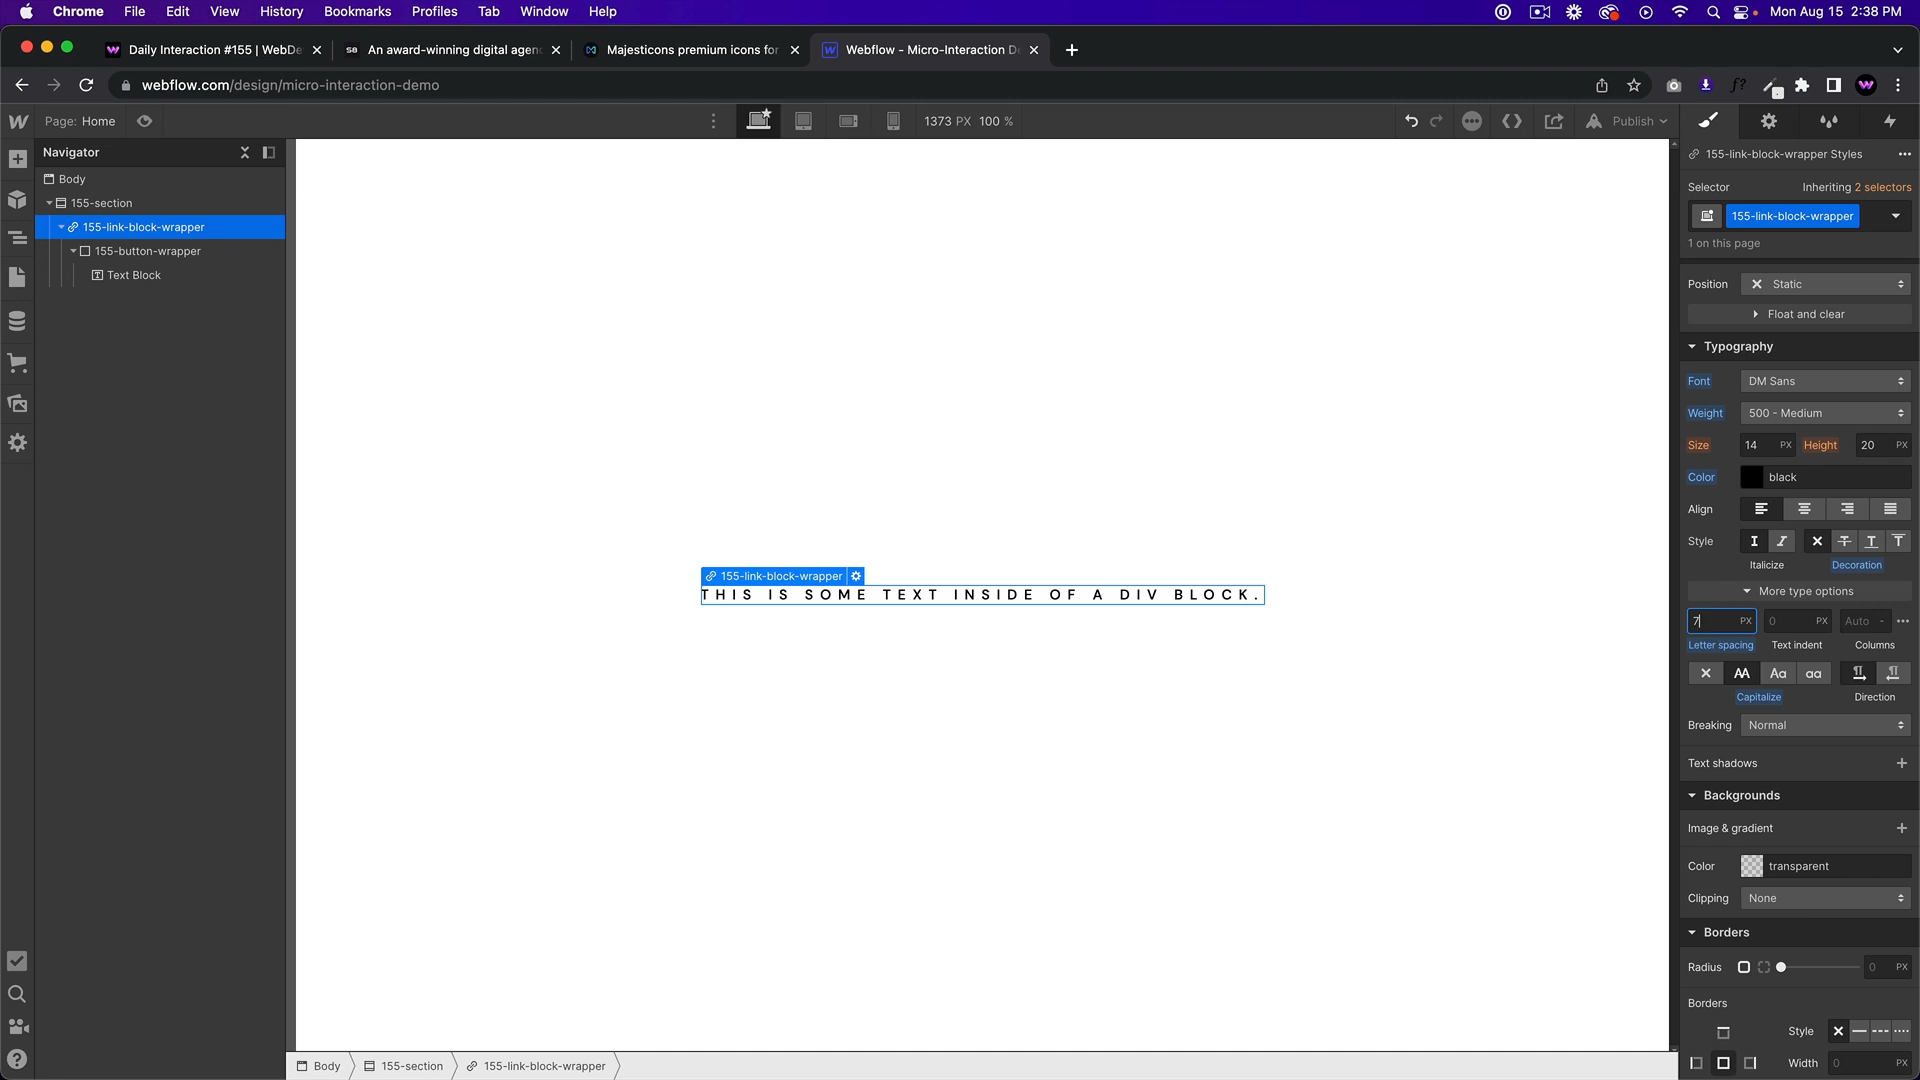 Chrome File Edit View History Bookmarks Profiles Tab Window Help Mon Aug 15 2:38 PM
Daily Interaction #155 | WebDe An award-winning digital agen Majesticons premium icons for Webflow - Micro-Interaction D
webflow.com/design/micro-interaction-demo
Page: Home 1373 PX 100 % Publish
Navigator
Body
155-section
155-link-block-wrapper
155-button-wrapper
Text Block
155-link-block-wrapper
THIS IS SOME TEXT INSIDE OF A DIV BLOCK.
Body 155-section 155-link-block-wrapper
155-link-block-wrapper Styles
Selector Inheriting 2 selectors
155-link-block-wrapper
1 on this page
Position Static
Float and clear
Typography
Font DM Sans
Weight 500 - Medium
Size 14 PX Height 20 PX
Color black
Align
Style
Italicize Decoration
More type options
7 PX 0 PX Auto -
Letter spacing Text indent Columns
AA Aa aa
Capitalize Direction
Breaking Normal
Text shadows
Backgrounds
Image & gradient
Color transparent
Clipping None
Borders
Radius 0 PX
Borders
Style
Width 0 PX